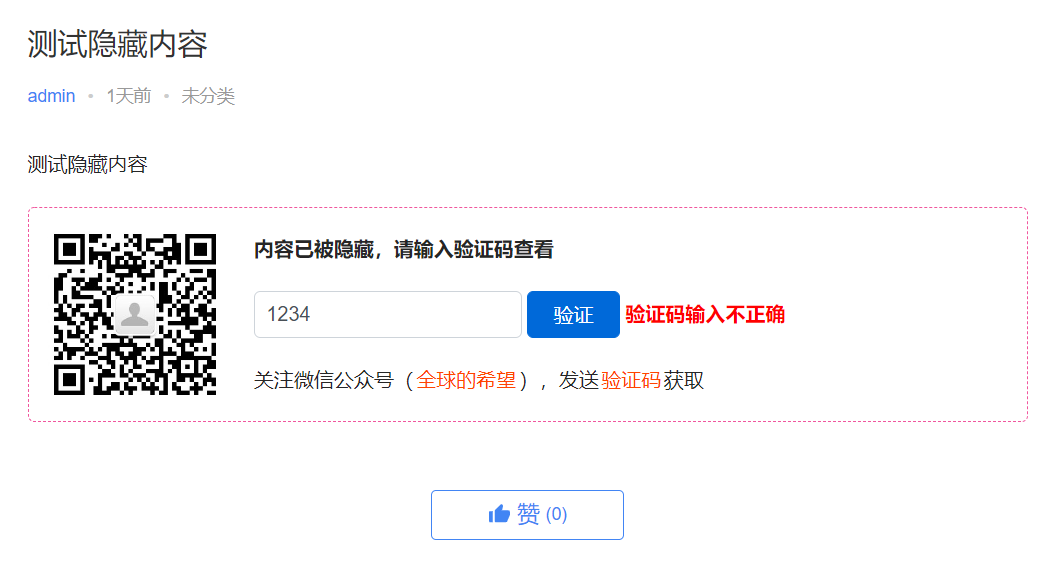 测试隐藏内容
admin • 1天前 • 未分类
测试隐藏内容
内容已被隐藏，请输入验证码查看
1234 验证 验证码输入不正确
关注微信公众号（全球的希望），发送验证码获取
赞 (0)